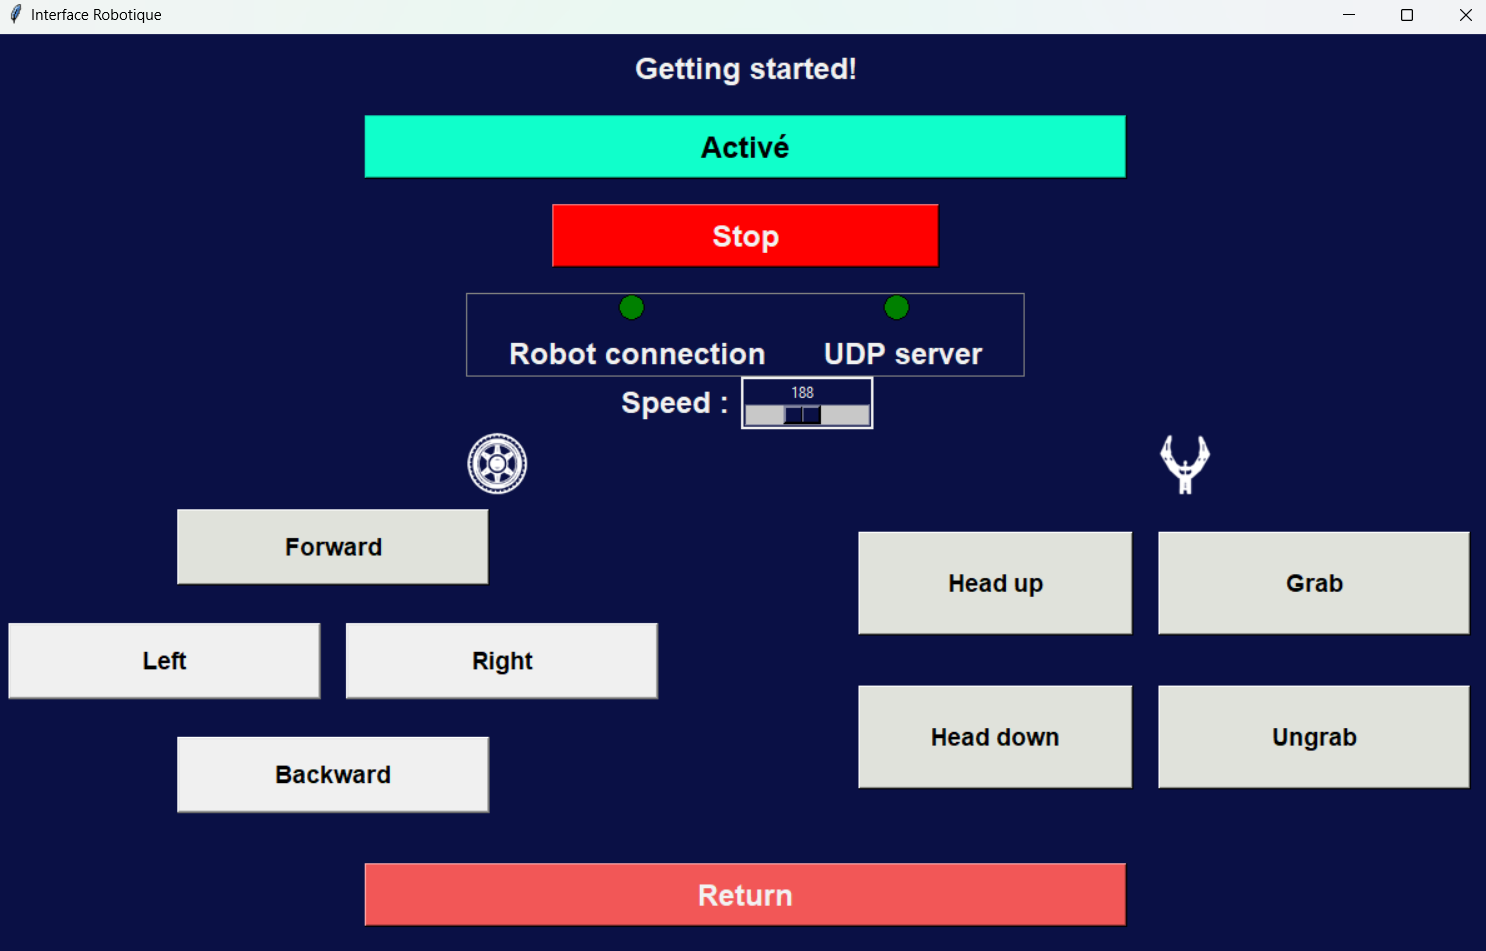 Interface Robotique
Getting started!
Activé
Stop
Robot connection UDP server
Speed : 188
Forward
Head up Grab
Left Right
Head down Ungrab
Backward
Return